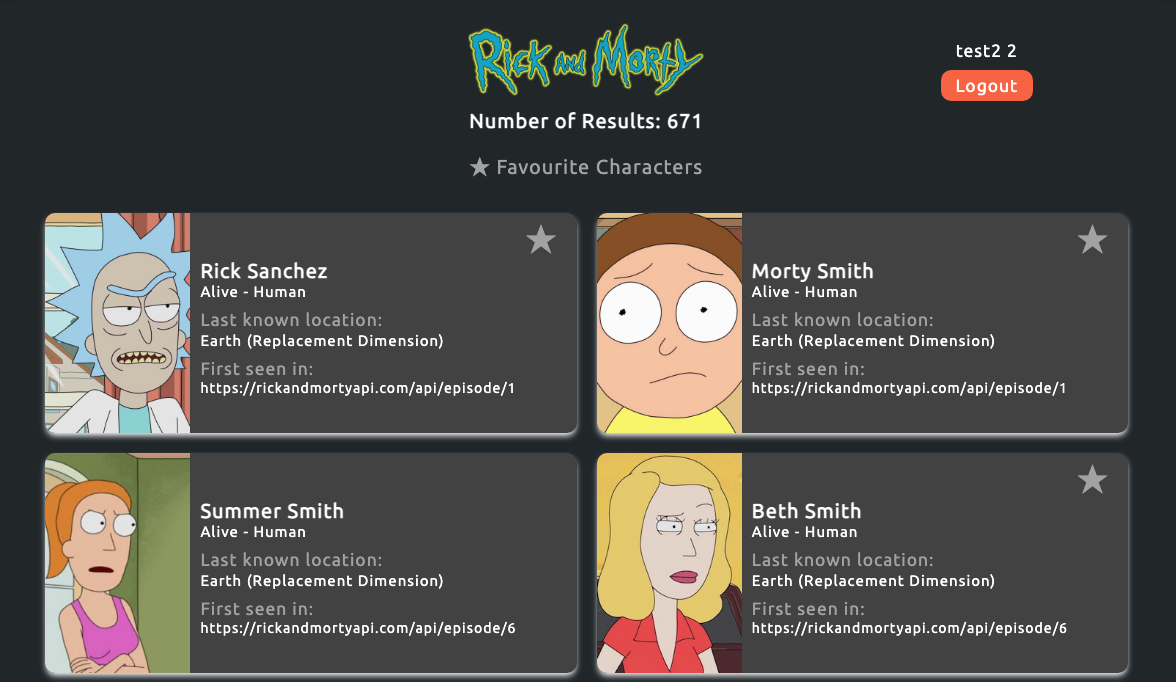 Rick and Morty
test2 2
Logout
Number of Results: 671
★ Favourite Characters
Rick Sanchez
Alive - Human
Last known location:
Earth (Replacement Dimension)
First seen in:
https://rickandmortyapi.com/api/episode/1
Morty Smith
Alive - Human
Last known location:
Earth (Replacement Dimension)
First seen in:
https://rickandmortyapi.com/api/episode/1
Summer Smith
Alive - Human
Last known location:
Earth (Replacement Dimension)
First seen in:
https://rickandmortyapi.com/api/episode/6
Beth Smith
Alive - Human
Last known location:
Earth (Replacement Dimension)
First seen in:
https://rickandmortyapi.com/api/episode/6